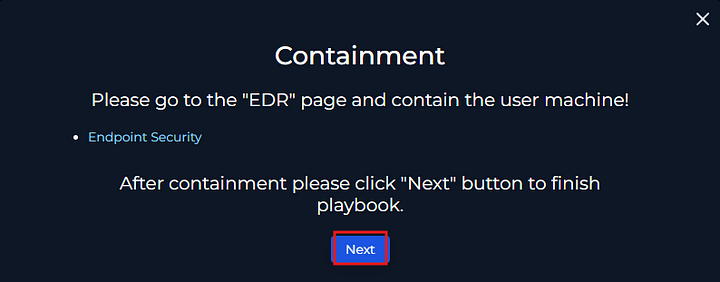 Containment
Please go to the "EDR" page and contain the user machine!
Endpoint Security
After containment please click "Next" button to finish
playbook.
Next